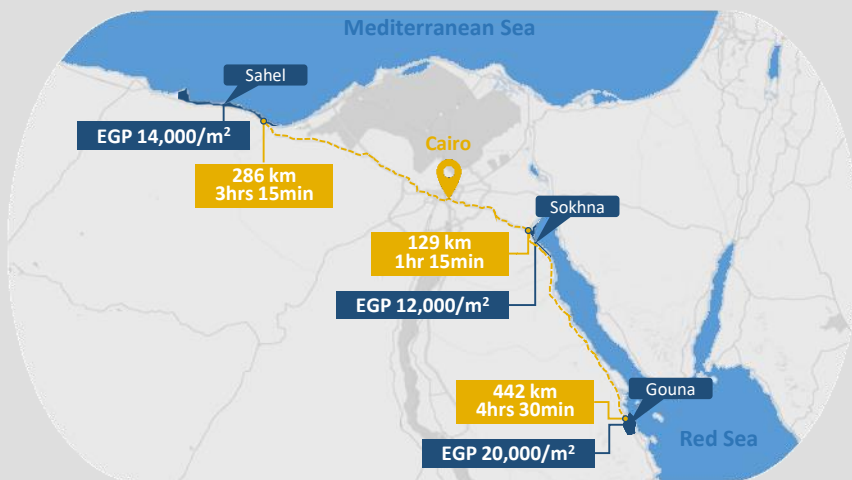 Mediterranean Sea
Sahel
EGP 14,000/m²
286 km
3hrs 15min
Cairo
Sokhna
129 km
1hr 15min
EGP 12,000/m²
442 km
4hrs 30min
Gouna
Red Sea
EGP 20,000/m²